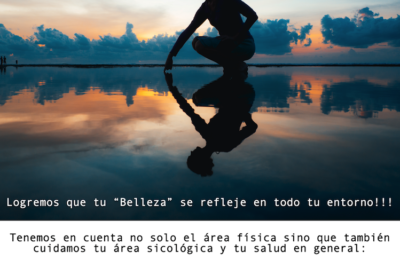 Logremos que tu “Belleza” se refleje en todo tu entorno!!!
Tenemos en cuenta no solo el área física sino que también
cuidamos tu área sicológica y tu salud en general: